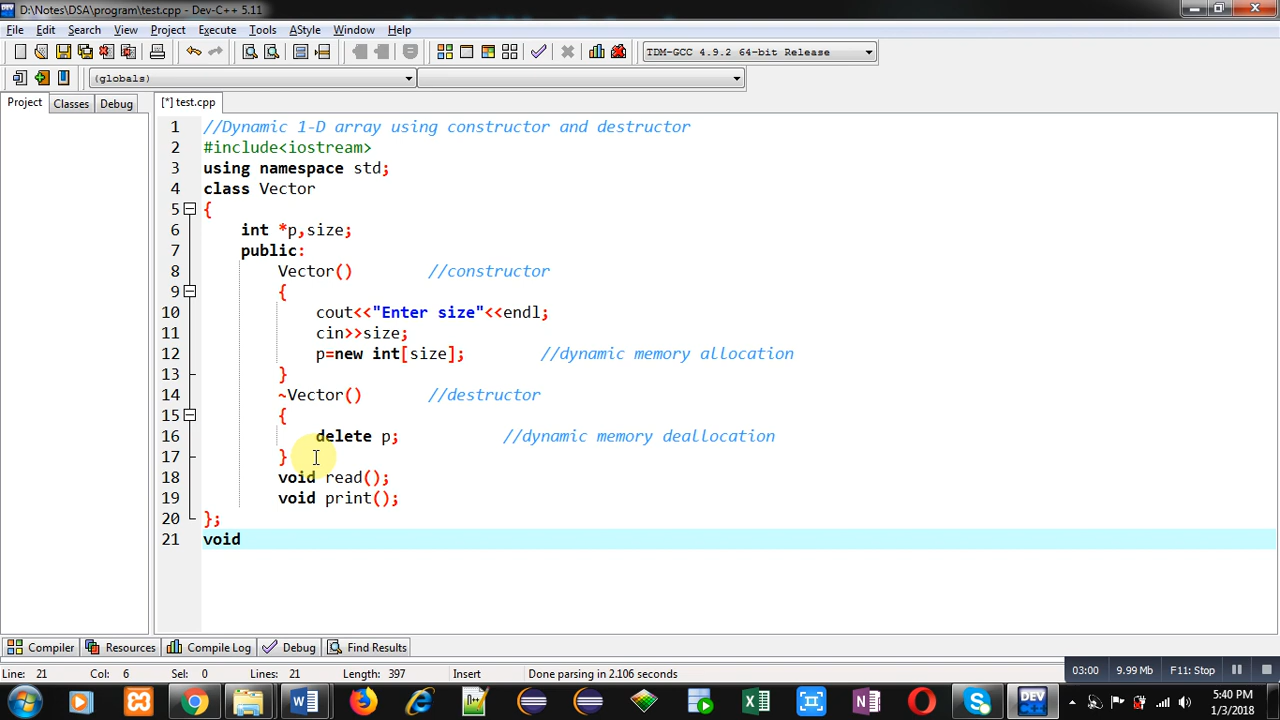 D:\Notes\DSA\program\test.cpp - Dev-C++ 5.11
File Edit Search View Project Execute Tools AStyle Window Help
TDM-GCC 4.9.2 64-bit Release
(globals)
Project Classes Debug [*] test.cpp
1 //Dynamic 1-D array using constructor and destructor
2 #include<iostream>
3 using namespace std;
4 class Vector
5 {
6 int *p,size;
7 public:
8 Vector() //constructor
9 {
10 cout<<"Enter size"<<endl;
11 cin>>size;
12 p=new int[size]; //dynamic memory allocation
13 }
14 ~Vector() //destructor
15 {
16 delete p; //dynamic memory deallocation
17 }
18 void read();
19 void print();
20 };
21 void
Compiler Resources Compile Log Debug Find Results
Line: 21 Col: 6 Sel: 0 Lines: 21 Length: 397 Insert Done parsing in 2.106 seconds 03:00 9.99 Mb F11: Stop
DEV
5:40 PM
1/3/2018